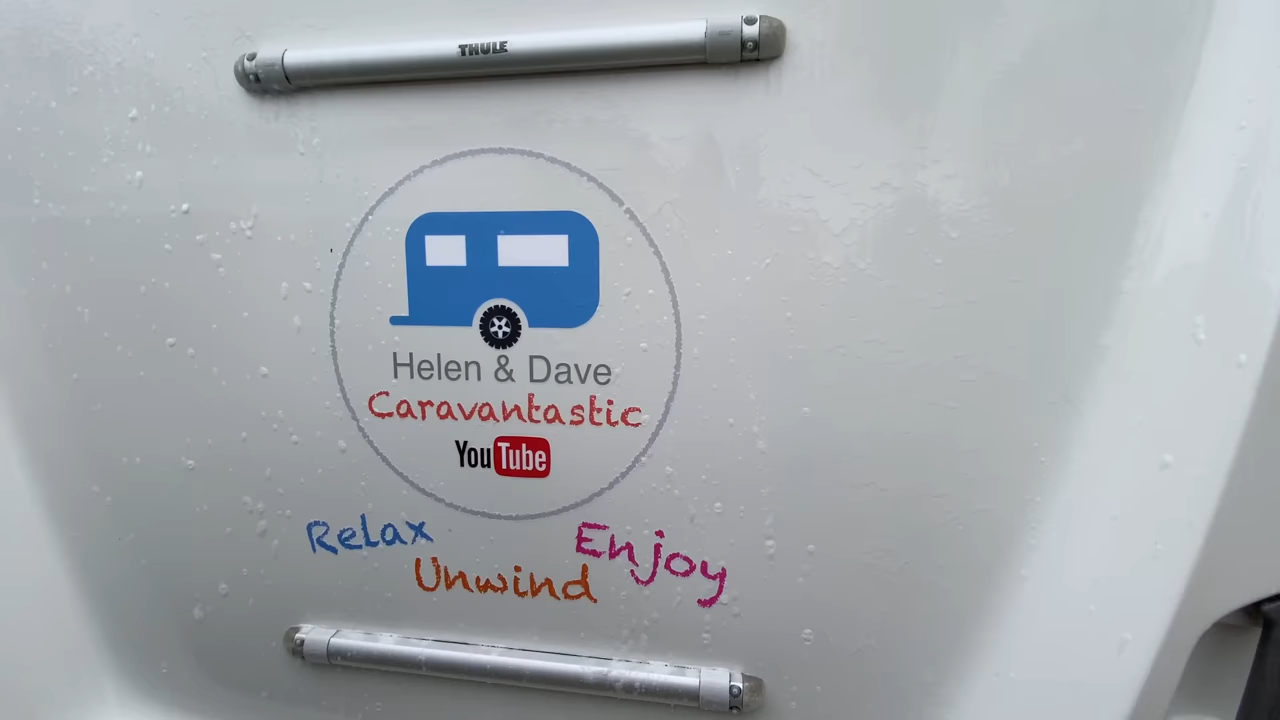 THULE
Helen & Dave
Caravantastic
YouTube
Relax
Enjoy
Unwind